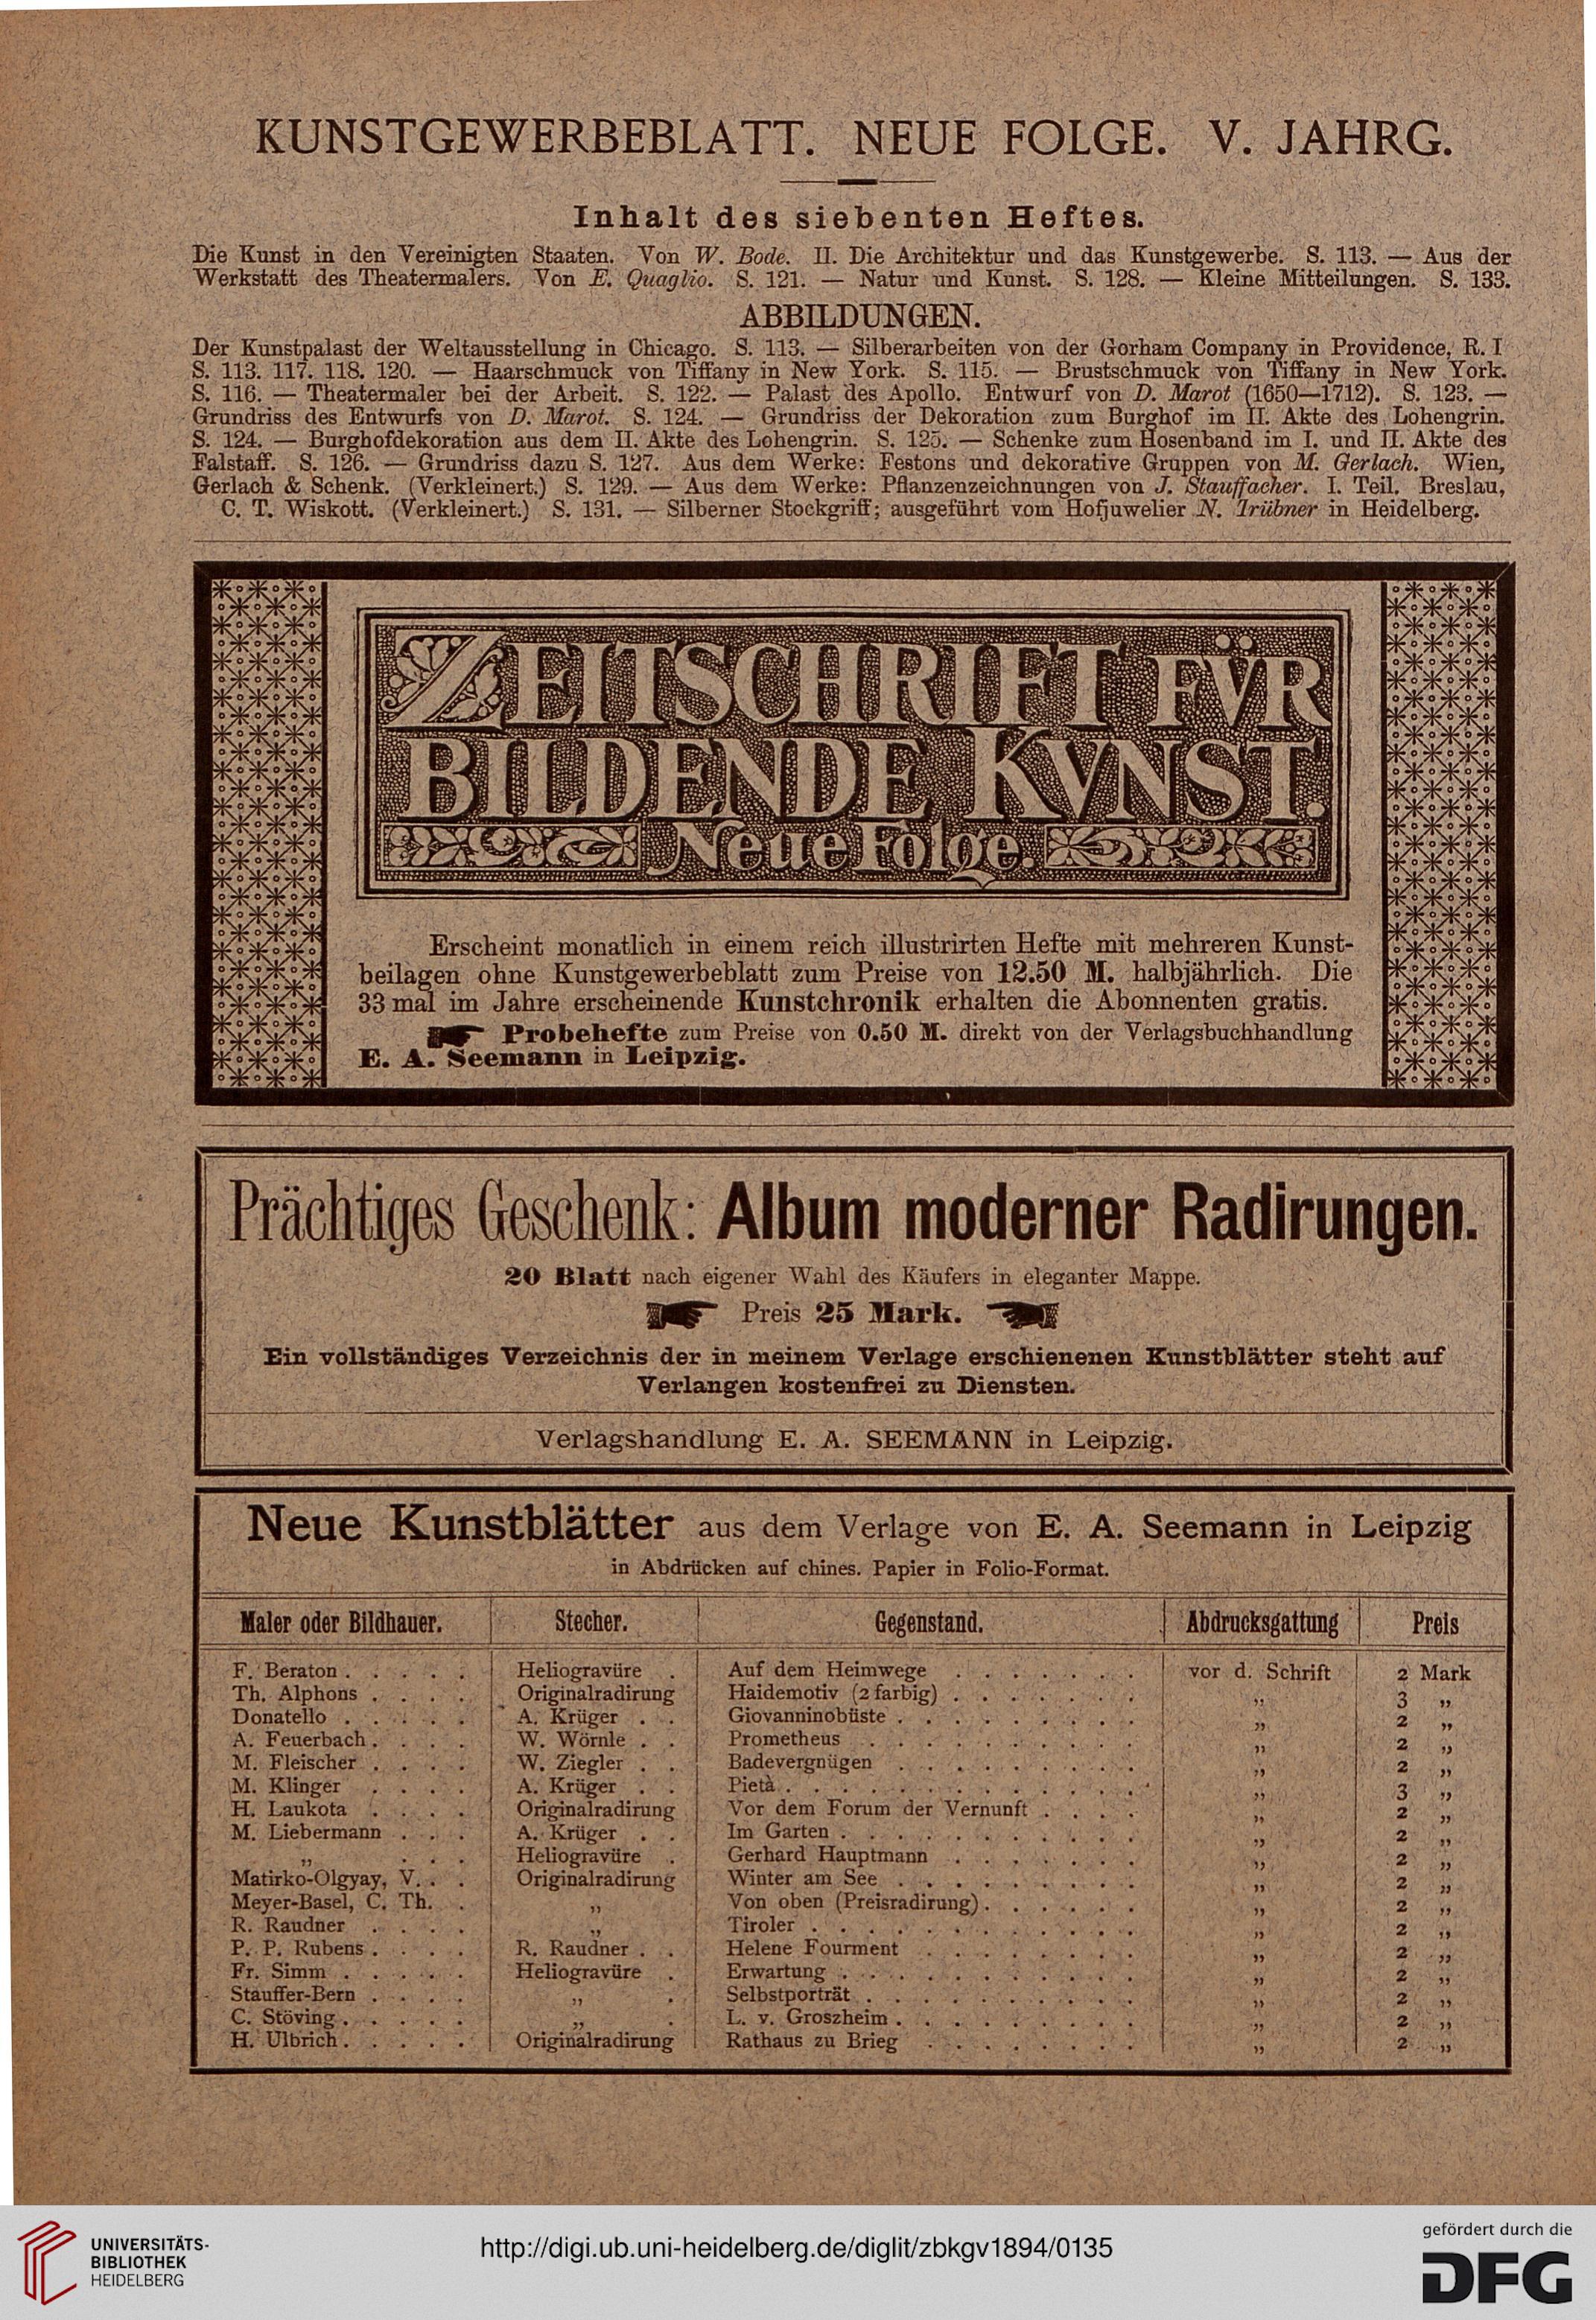 KUNSTGEWERBEBLATT. NEUE FOLGE. V. JAHRG.
Inhalt des siebenten Heftes.
Die Kunst in den Vereinigten Staaten. Von W. Bode. II. Die Architektur und das Kunstgewerbe. S. 113. — Aus der
Werkstatt des Theatermalers. Von E. Quaglio. S. 121. — Natur und Kunst. S. 128. — Kleine Mitteilungen. S. 133.
ABBILDUNGEN.
Der Kunstpalast der Weltausstellung in Chicago. S. 113. — Silberarbeiten von der Gorham Company in Providence, R. I
S. 113. 117. 118. 120. — Haarschmuck von Tiffany in New York. S. 115. — Brustschmuck von Tiffany in New York.
S. 116. — Theatermaler bei der Arbeit. S. 122. — Palast des Apollo. Entwurf von D. Marot (1650—1712). S. 123. —
Grundriss des Entwurfs von D. Marot. S. 124. — Grundriss der Dekoration zum Burghof im II. Akte des Lohengrin.
S. 124. — Burghofdekoration aus dem II. Akte des Lohengrin. S. 125. — Schenke zum Hosenband im I. und II. Akte des
Falstaff. S. 126. — Grundriss dazu S. 127. Aus dem Werke: Festons und dekorative Gruppen von M. Gerlach. Wien,
Gerlach & Schenk. (Verkleinert.) S. 129. — Aus dem Werke: Pflanzenzeichnungen von J. Stauffacher. I. Teil. Breslau,
C. T. Wiskott. (Verkleinert.) S. 131. — Silberner Stockgriff; ausgeführt vom Hofjuwelier N. Trübner in Heidelberg.
ZEITSCHRIFT FÜR
BILDENDE KVNST.
Neue Folge.
Erscheint monatlich in einem reich illustrirten Hefte mit mehreren Kunst-
beilagen ohne Kunstgewerbeblatt zum Preise von 12.50 M. halbjährlich. Die
33 mal im Jahre erscheinende Kunstchronik erhalten die Abonnenten gratis.
Probehefte zum Preise von 0.50 M. direkt von der Verlagsbuchhandlung
E. A. Seemann in Leipzig.
Prächtiges Geschenk: Album moderner Radirungen.
20 Blatt nach eigener Wahl des Käufers in eleganter Mappe.
Preis 25 Mark.
Ein vollständiges Verzeichnis der in meinem Verlage erschienenen Kunstblätter steht auf
Verlangen kostenfrei zu Diensten.
Verlagshandlung E. A. SEEMANN in Leipzig.
Neue Kunstblätter aus dem Verlage von E. A. Seemann in Leipzig
in Abdrücken auf chines. Papier in Folio-Format.
Maler oder Bildhauer. Stecher. Gegenstand. Abdrucksgattung Preis
F. Beraton . . . . . Heliogravüre . Auf dem Heimwege . . . . . . . vor d. Schrift 2 Mark
Th. Alphons . . . . Originalradirung Haidemotiv (2 farbig) . . . . . . . „ 3 „
Donatello . . . . . A. Krüger . . Giovanninobüste . . . . . . . . . „ 2 „
A. Feuerbach . . . . W. Wörnle . . Prometheus . . . . . . . . . . „ 2 „
M. Fleischer . . . . W. Ziegler . . Badevergnügen . . . . . . . . . „ 2 „
M. Klinger . . . . A. Krüger . . Pietà . . . . . . . . . . . . . „ 3 „
H. Laukota . . . . Originalradirung Vor dem Forum der Vernunft . . . . „ 2 „
M. Liebermann . . . A. Krüger . . Im Garten . . . . . . . . . . . „ 2 „
„ . . . Heliogravüre . Gerhard Hauptmann . . . . . . . „ 2 „
Matirko-Olgyay, V. . . Originalradirung Winter am See . . . . . . . . . „ 2 „
Meyer-Basel, C. Th. . „ Von oben (Preisradirung) . . . . . . „ 2 „
R. Raudner . . . . „ Tiroler . . . . . . . . . . . . „ 2 „
P. P. Rubens . . . . R. Raudner . . Helene Fourment . . . . . . . . „ 2 „
Fr. Simm . . . . . Heliogravüre . Erwartung . . . . . . . . . . . „ 2 „
Stauffer-Bern . . . . „ . Selbstporträt . . . . . . . . . . „ 2 „
C. Stöving . . . . . „ . L. v. Groszheim . . . . . . . . . „ 2 „
H. Ulbrich . . . . . Originalradirung Rathaus zu Brieg . . . . . . . . „ 2 „
UNIVERSITÄTS-
BIBLIOTHEK
HEIDELBERG
http://digi.ub.uni-heidelberg.de/diglit/zbkgv1894/0135
gefördert durch die
DFG